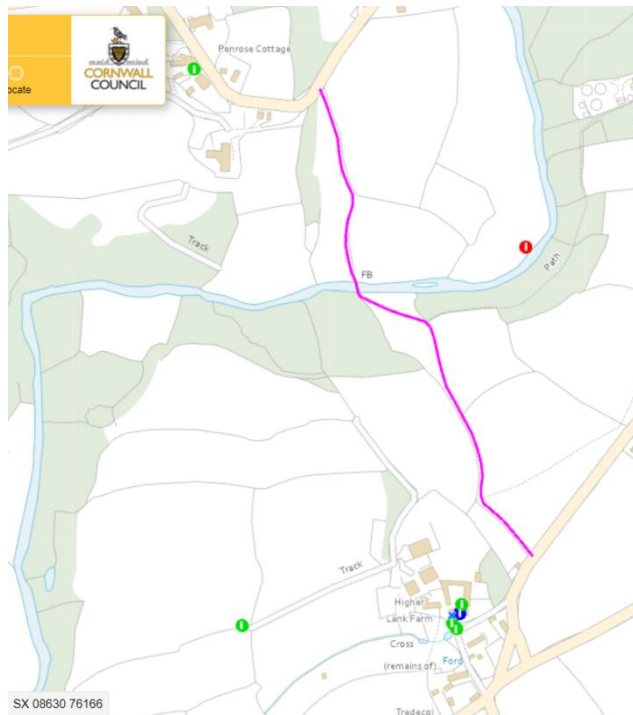 ocate
CORNWALL
COUNCIL
Penrose Cottage
Track
FB
Path
Track
Higher
Lank Farm
Cross
(remains of)
Ford
Tredecol
SX 08630 76166